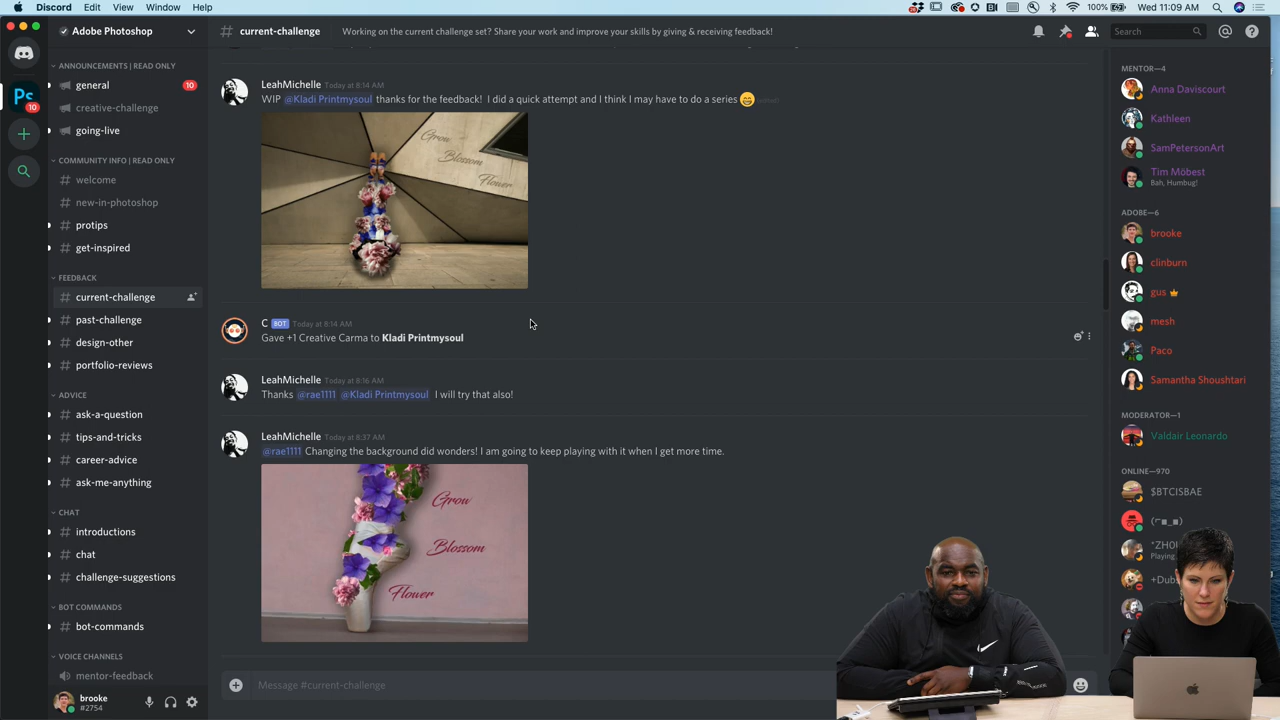 Discord Edit View Window Help
100% Wed 11:09 AM
Adobe Photoshop
# current-challenge
Working on the current challenge set? Share your work and improve your skills by giving & receiving feedback!
Search
ANNOUNCEMENTS | READ ONLY
general 10
creative-challenge
going-live
COMMUNITY INFO | READ ONLY
# welcome
# new-in-photoshop
# protips
# get-inspired
FEEDBACK
# current-challenge
# past-challenge
# design-other
# portfolio-reviews
ADVICE
# ask-a-question
# tips-and-tricks
# career-advice
# ask-me-anything
CHAT
# introductions
# chat
# challenge-suggestions
BOT COMMANDS
# bot-commands
VOICE CHANNELS
mentor-feedback
brooke
#2754
Ps
10
LeahMichelle Today at 8:14 AM
WIP @Kladi Printmysoul thanks for the feedback! I did a quick attempt and I think I may have to do a series 😁 (edited)
Grow
Blossom
Flower
C BOT Today at 8:14 AM
Gave +1 Creative Carma to Kladi Printmysoul
LeahMichelle Today at 8:16 AM
Thanks @rae1111 @Kladi Printmysoul I will try that also!
LeahMichelle Today at 8:37 AM
@rae1111 Changing the background did wonders! I am going to keep playing with it when I get more time.
Grow
Blossom
Flower
Message #current-challenge
MENTOR—4
Anna Daviscourt
Kathleen
SamPetersonArt
Tim Möbest
Bah, Humbug!
ADOBE—6
brooke
clinburn
gus
mesh
Paco
Samantha Shoushtari
MODERATOR—1
Valdair Leonardo
ONLINE—970
$BTCISBAE
*ZH0
Playing
+Dub